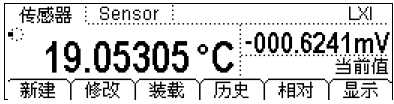 传感器 Sensor LXI
19.05305 °C -000.6241mV
当前值
新建 修改 装载 历史 相对 显示